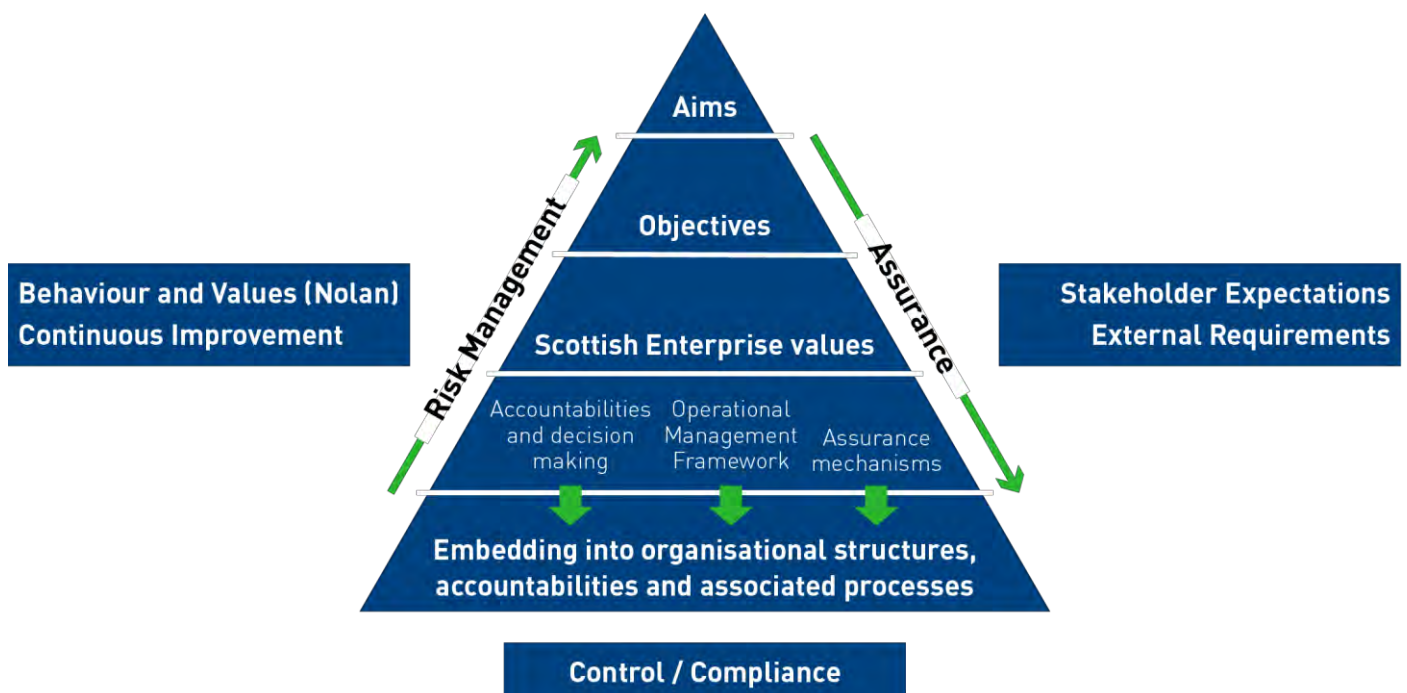 Aims
Objectives
Scottish Enterprise values
Accountabilities
and decision
making
Operational
Management
Framework
Assurance
mechanisms
Embedding into organisational structures,
accountabilities and associated processes
Risk Management
Assurance
Behaviour and Values (Nolan)
Continuous Improvement
Stakeholder Expectations
External Requirements
Control / Compliance